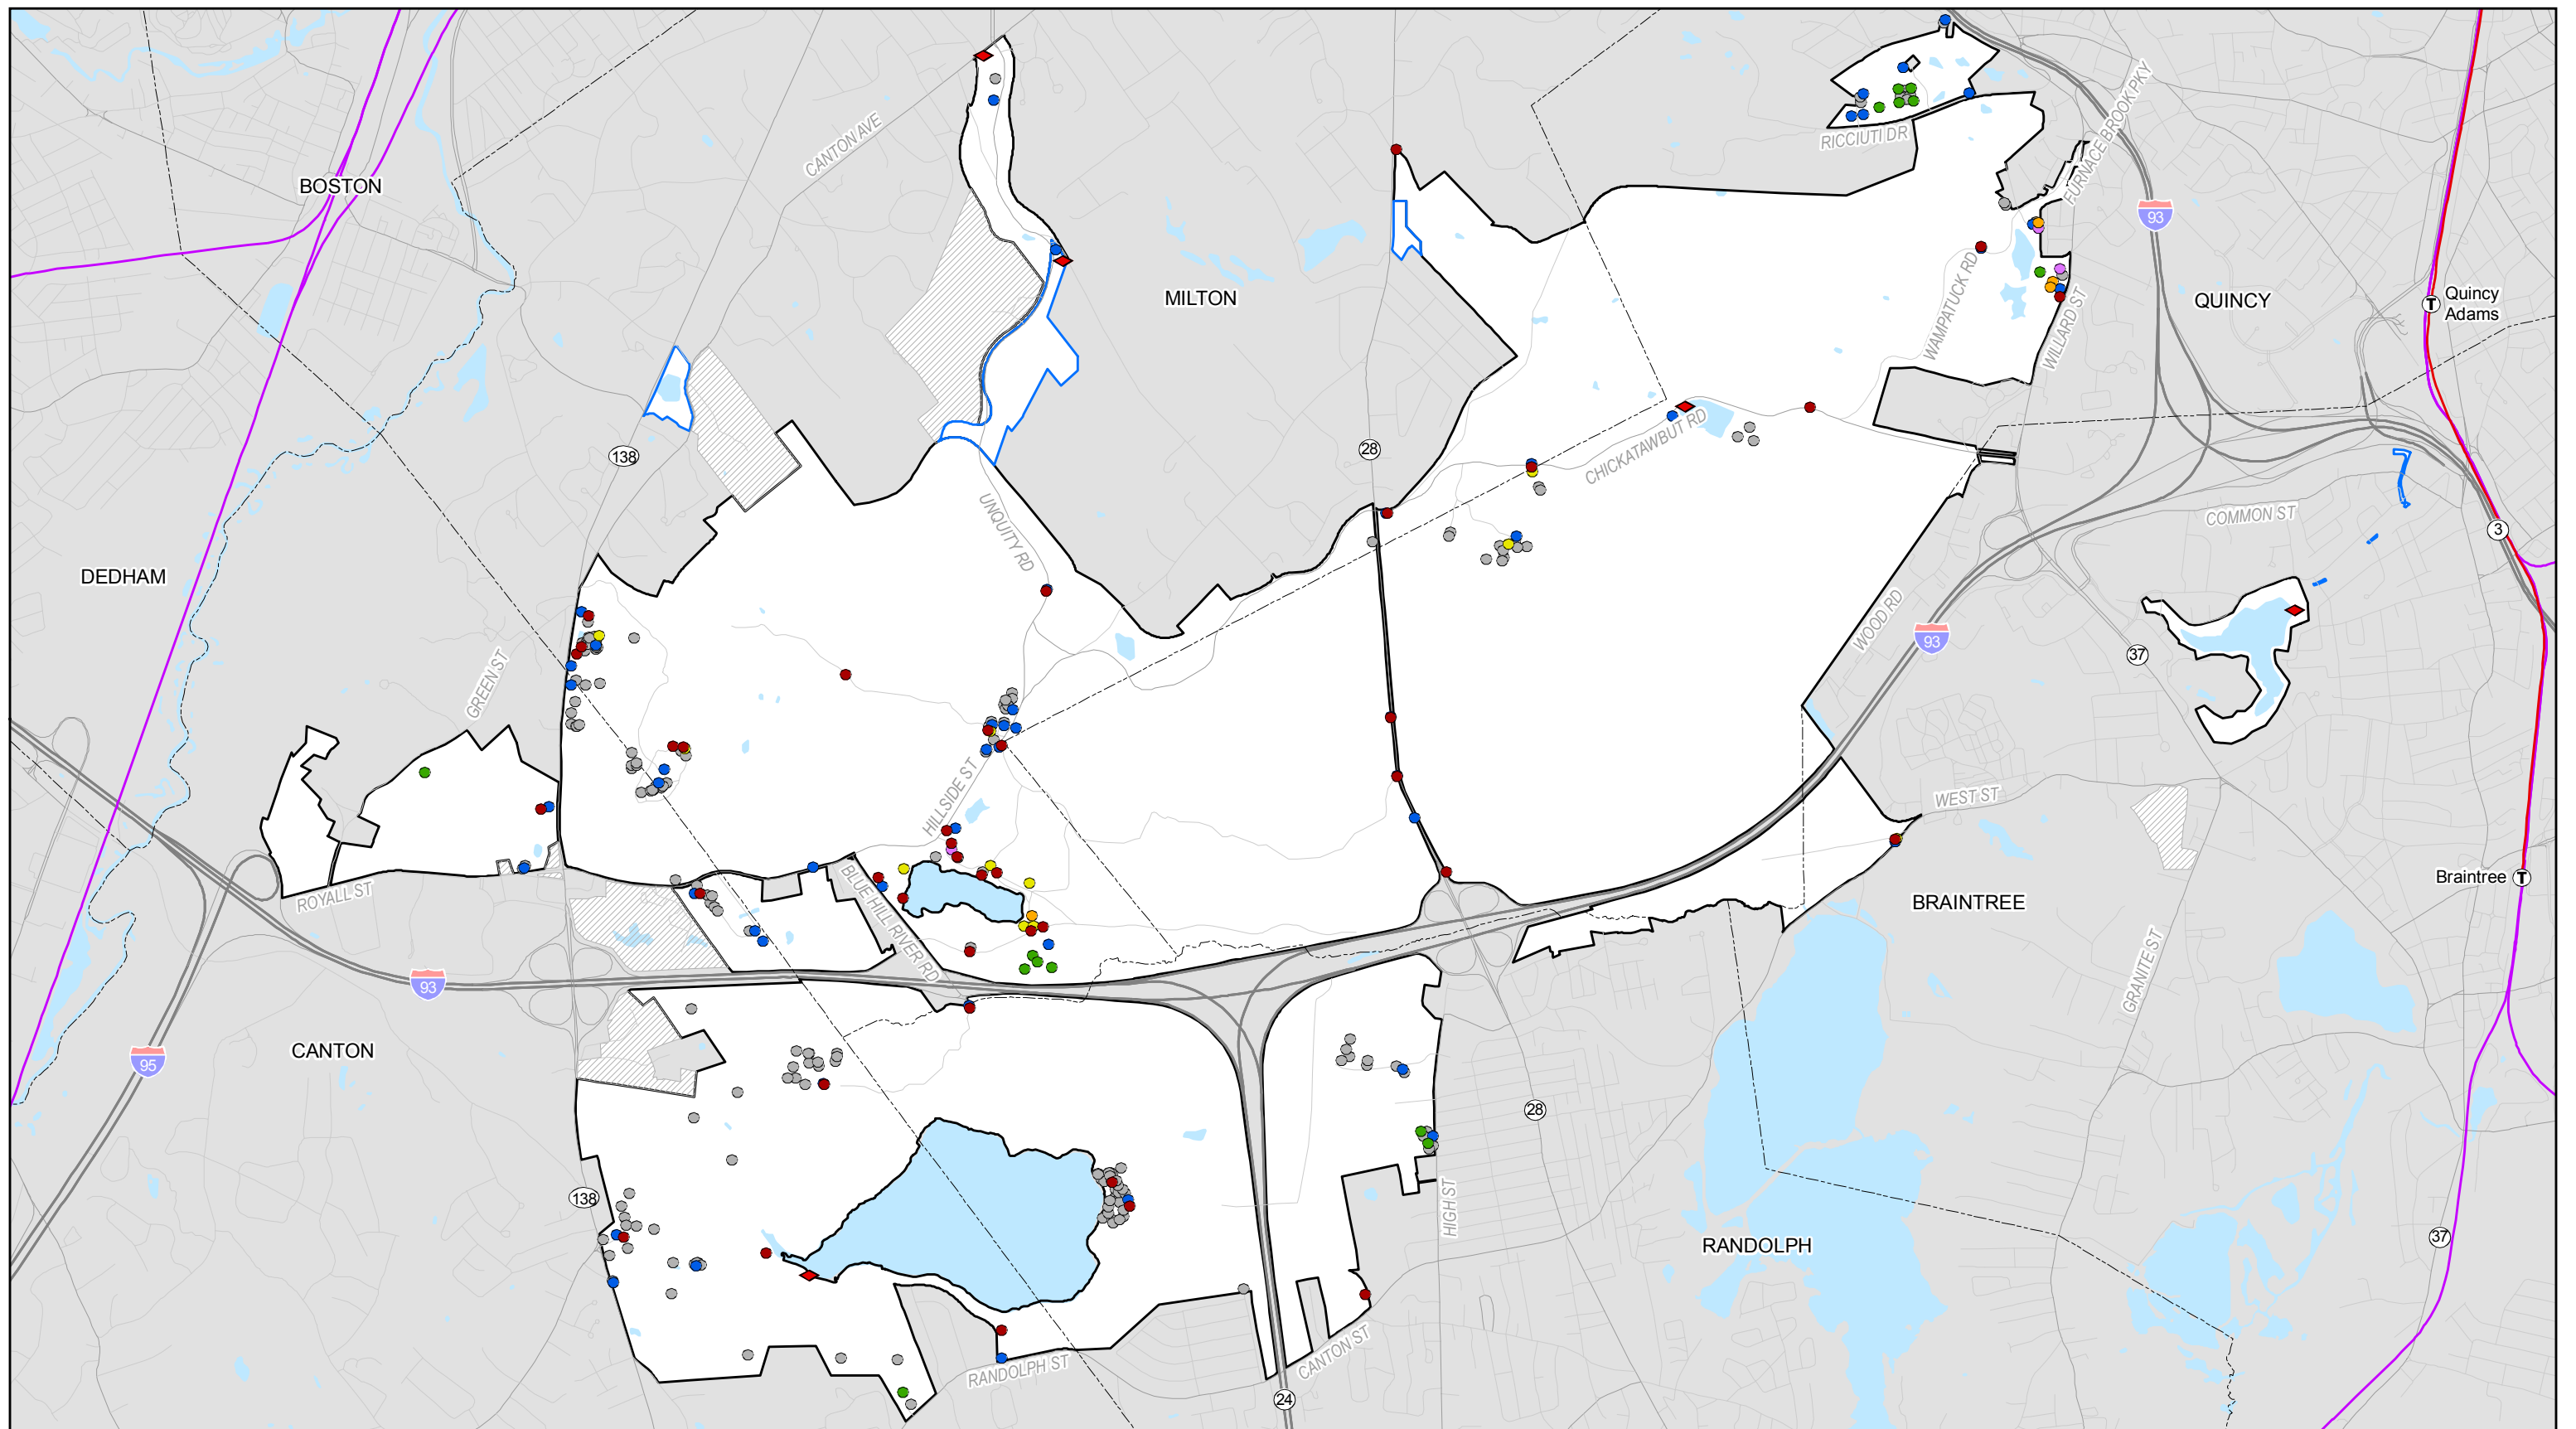 CANTON AVE
RICCIUTI DR
FURNACE BROOK PKY
BOSTON
93
MILTON
QUINCY
Quincy
Adams
WAMPATUCK RD
WILLARD ST
138
28
CHICKATAWBUT RD
UNQUITY RD
COMMON ST
3
DEDHAM
WOOD RD
93
37
GREEN ST
HILLSIDE ST
WEST ST
Braintree
BRAINTREE
ROYALL ST
BLUE HILL RIVER RD
GRANITE ST
93
CANTON
95
28
138
HIGH ST
RANDOLPH
37
RANDOLPH ST
CANTON ST
24
T
T